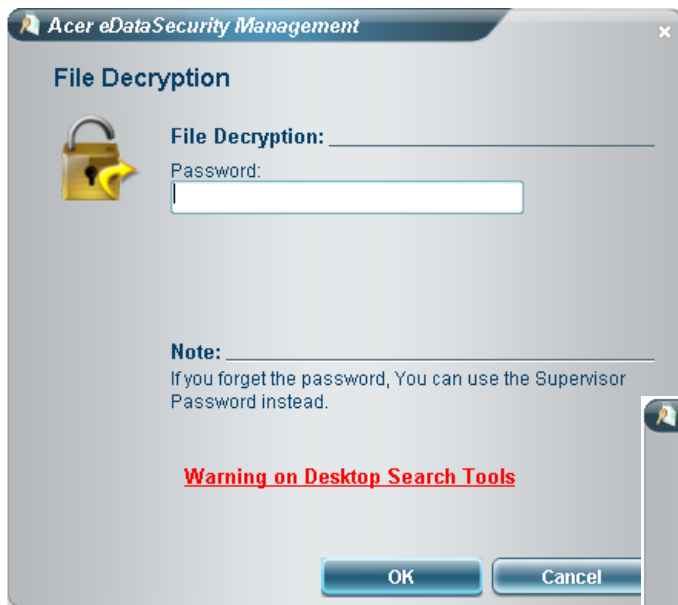 Acer eDataSecurity Management
File Decryption
File Decryption:
Password:
Note:
If you forget the password, You can use the Supervisor
Password instead.
Warning on Desktop Search Tools
OK
Cancel